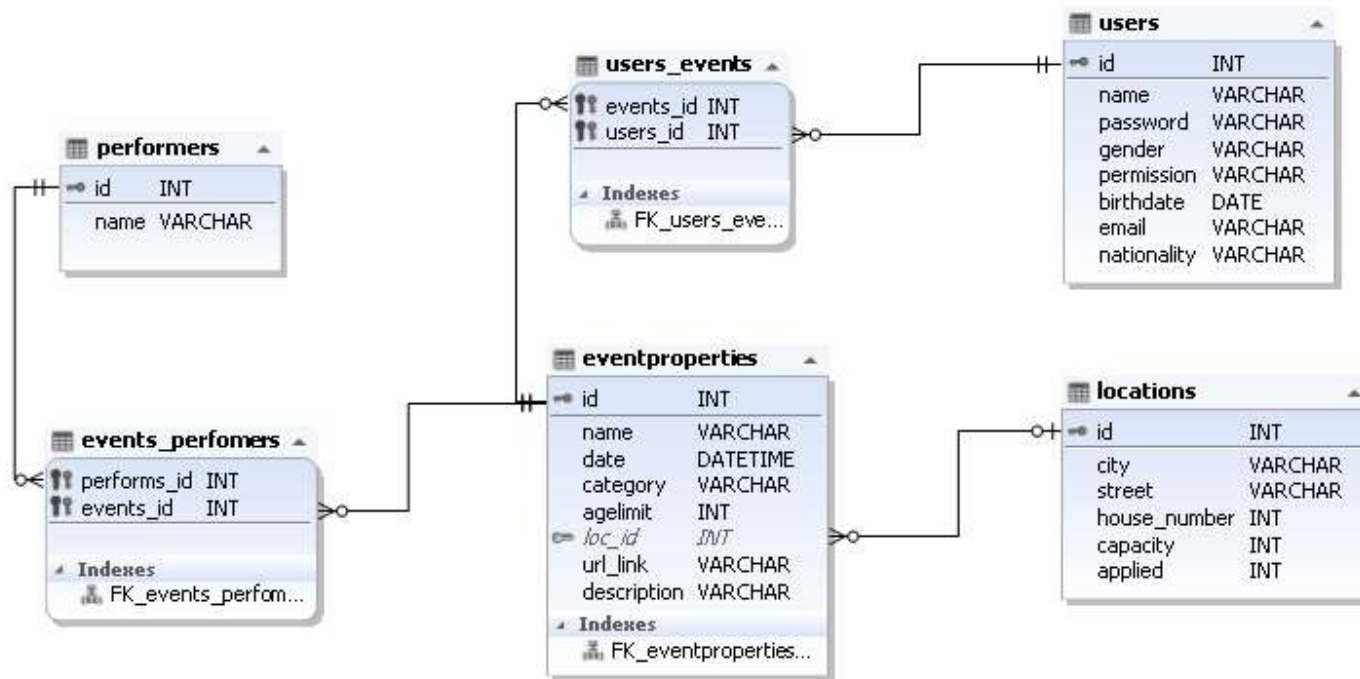 performers
id INT
name VARCHAR
users_events
events_id INT
users_id INT
Indexes
FK_users_eve...
users
id INT
name VARCHAR
password VARCHAR
gender VARCHAR
permission VARCHAR
birthdate DATE
email VARCHAR
nationality VARCHAR
events_perfomers
performs_id INT
events_id INT
Indexes
FK_events_perfom...
eventproperties
id INT
name VARCHAR
date DATETIME
category VARCHAR
agelimit INT
loc_id INT
url_link VARCHAR
description VARCHAR
Indexes
FK_eventproperties...
locations
id INT
city VARCHAR
street VARCHAR
house_number INT
capacity INT
applied INT